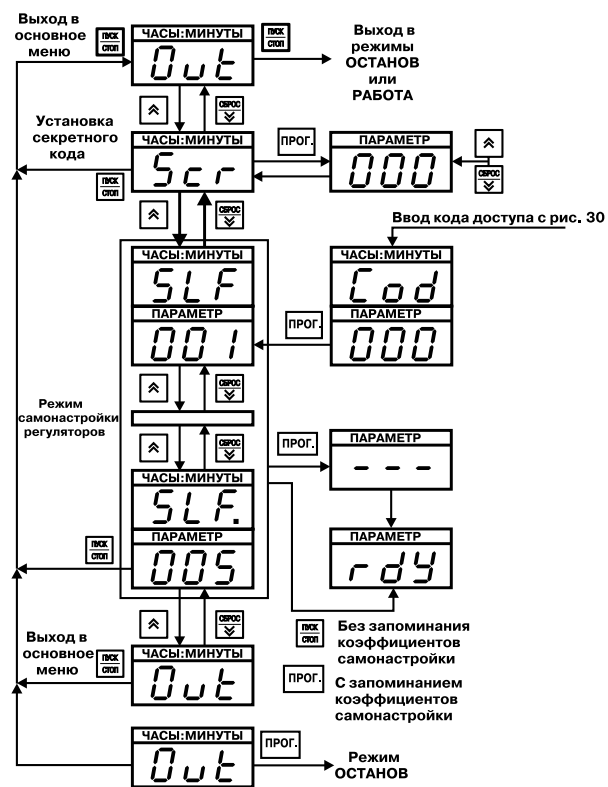 Выход в
основное
меню
ПУСК
СТОП
ЧАСЫ:МИНУТЫ
Out
ПУСК
СТОП
Выход в
режимы
ОСТАНОВ
или
РАБОТА
СБРОС
Установка
секретного
кода
ПУСК
СТОП
ЧАСЫ:МИНУТЫ
Scr
ПРОГ.
ПАРАМЕТР
000
СБРОС
СБРОС
Ввод кода доступа с рис. 30
ЧАСЫ:МИНУТЫ
SLF
ПАРАМЕТР
001
ПРОГ.
ЧАСЫ:МИНУТЫ
Cod
ПАРАМЕТР
000
СБРОС
Режим
самонастройки
регуляторов
СБРОС
ПРОГ.
ПАРАМЕТР
- - -
ЧАСЫ:МИНУТЫ
SLF.
ПАРАМЕТР
005
ПУСК
СТОП
ПАРАМЕТР
rdy
СБРОС
ПУСК
СТОП
Без запоминания
коэффициентов
самонастройки
Выход в
основное
меню
ПУСК
СТОП
ЧАСЫ:МИНУТЫ
Out
ПРОГ.
С запоминанием
коэффициентов
самонастройки
ЧАСЫ:МИНУТЫ
Out
ПРОГ.
Режим
ОСТАНОВ